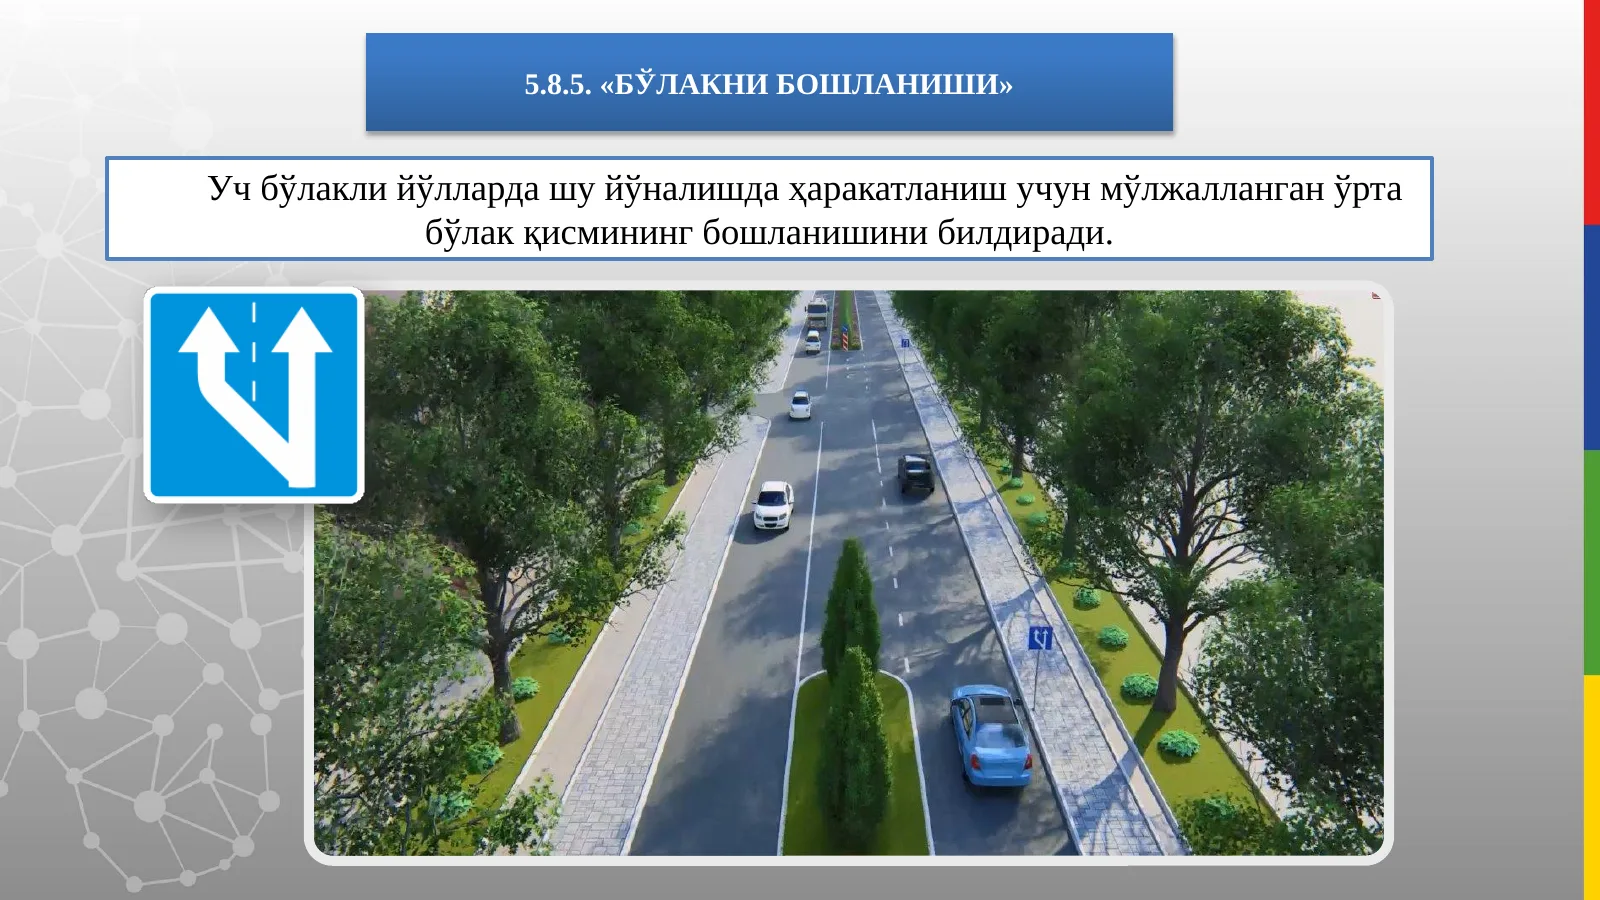 5.8.5. «БЎЛАКНИ БОШЛАНИШИ»
Уч бўлакли йўлларда шу йўналишда ҳаракатланиш учун мўлжалланган ўрта
бўлак қисмининг бошланишини билдиради.